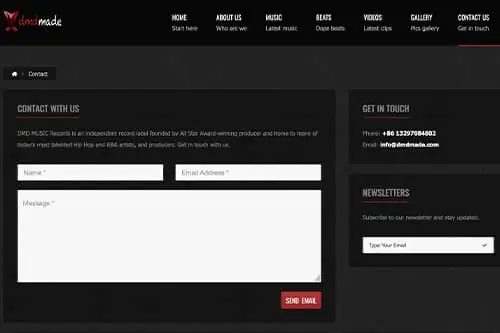 dmdmade
HOME ABOUT US MUSIC BEATS VIDEOS GALLERY CONTACT US
Start here Who are we Latest music Dope beats Latest clips Pics gallery Get in touch
Contact
CONTACT WITH US
DMD MUSIC Records is an independent record label founded by All Star Award-winning producer and home to many of
today's most talented Hip Hop and R&B artists, and producers. Get in touch with us.
Name *
Email Address *
Message *
SEND EMAIL
GET IN TOUCH
Phone: +86 13297084802
Email: info@dmdmade.com
NEWSLETTERS
Subscribe to our newsletter and stay updated.
Type Your Email